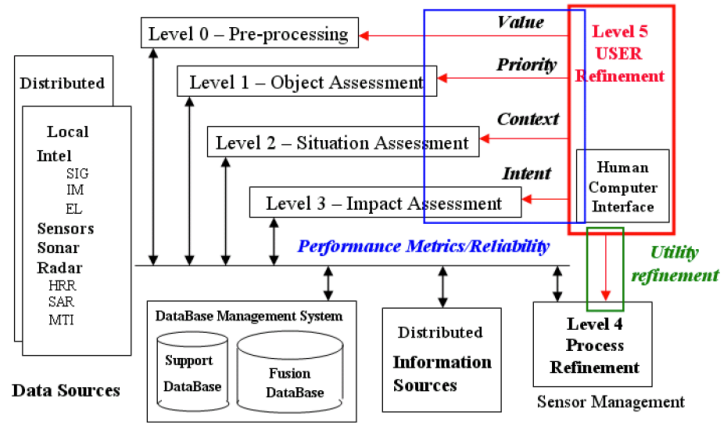 Level 0 – Pre-processing
Value
Level 5
USER
Refinement
Distributed
Level 1 – Object Assessment
Priority
Local
Intel
SIG
IM
EL
Sensors
Sonar
Radar
HRR
SAR
MTI
Data Sources
Level 2 – Situation Assessment
Context
Level 3 – Impact Assessment
Intent
Human
Computer
Interface
Performance Metrics/Reliability
Utility
refinement
DataBase Management System
Support
DataBase
Fusion
DataBase
Distributed
Information
Sources
Level 4
Process
Refinement
Sensor Management